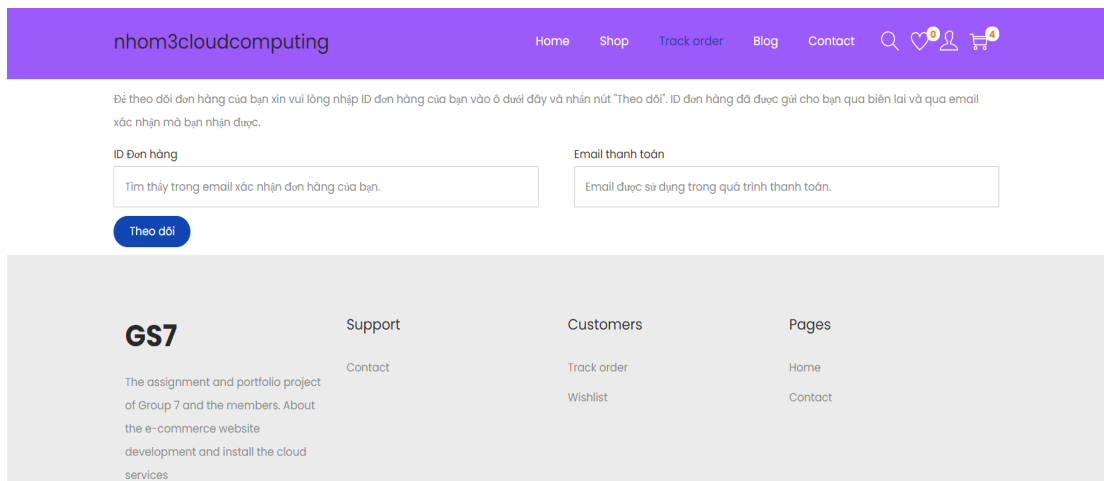 nhom3cloudcomputing
Home Shop Track order Blog Contact 0 4
Để theo dõi đơn hàng của bạn xin vui lòng nhập ID đơn hàng của bạn vào ô dưới đây và nhấn nút "Theo dõi". ID đơn hàng đã được gửi cho bạn qua biên lai và qua email
xác nhận mà bạn nhận được.
ID Đơn hàng
Email thanh toán
Tìm thấy trong email xác nhận đơn hàng của bạn.
Email được sử dụng trong quá trình thanh toán.
Theo dõi
GS7
The assignment and portfolio project
of Group 7 and the members. About
the e-commerce website
development and install the cloud
services
Support
Contact
Customers
Track order
Wishlist
Pages
Home
Contact